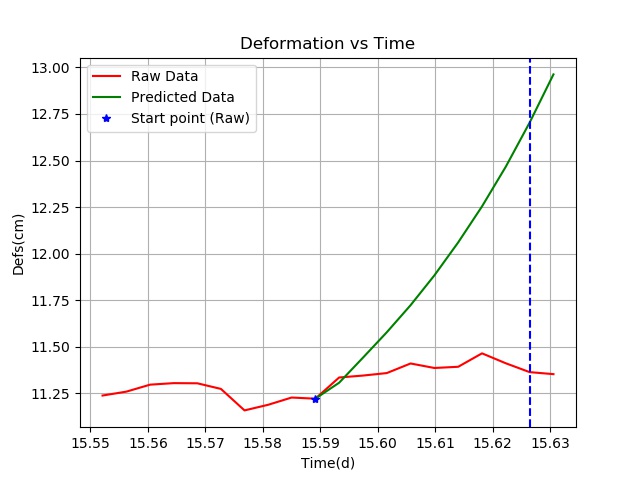 Deformation vs Time
Raw Data
Predicted Data
Start point (Raw)
Defs(cm)
13.00
12.75
12.50
12.25
12.00
11.75
11.50
11.25
15.55 15.56 15.57 15.58 15.59 15.60 15.61 15.62 15.63
Time(d)